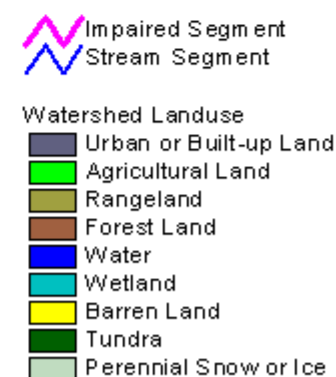 Impaired Segment
Stream Segment
Watershed Landuse
Urban or Built-up Land
Agricultural Land
Rangeland
Forest Land
Water
Wetland
Barren Land
Tundra
Perennial Snow or Ice